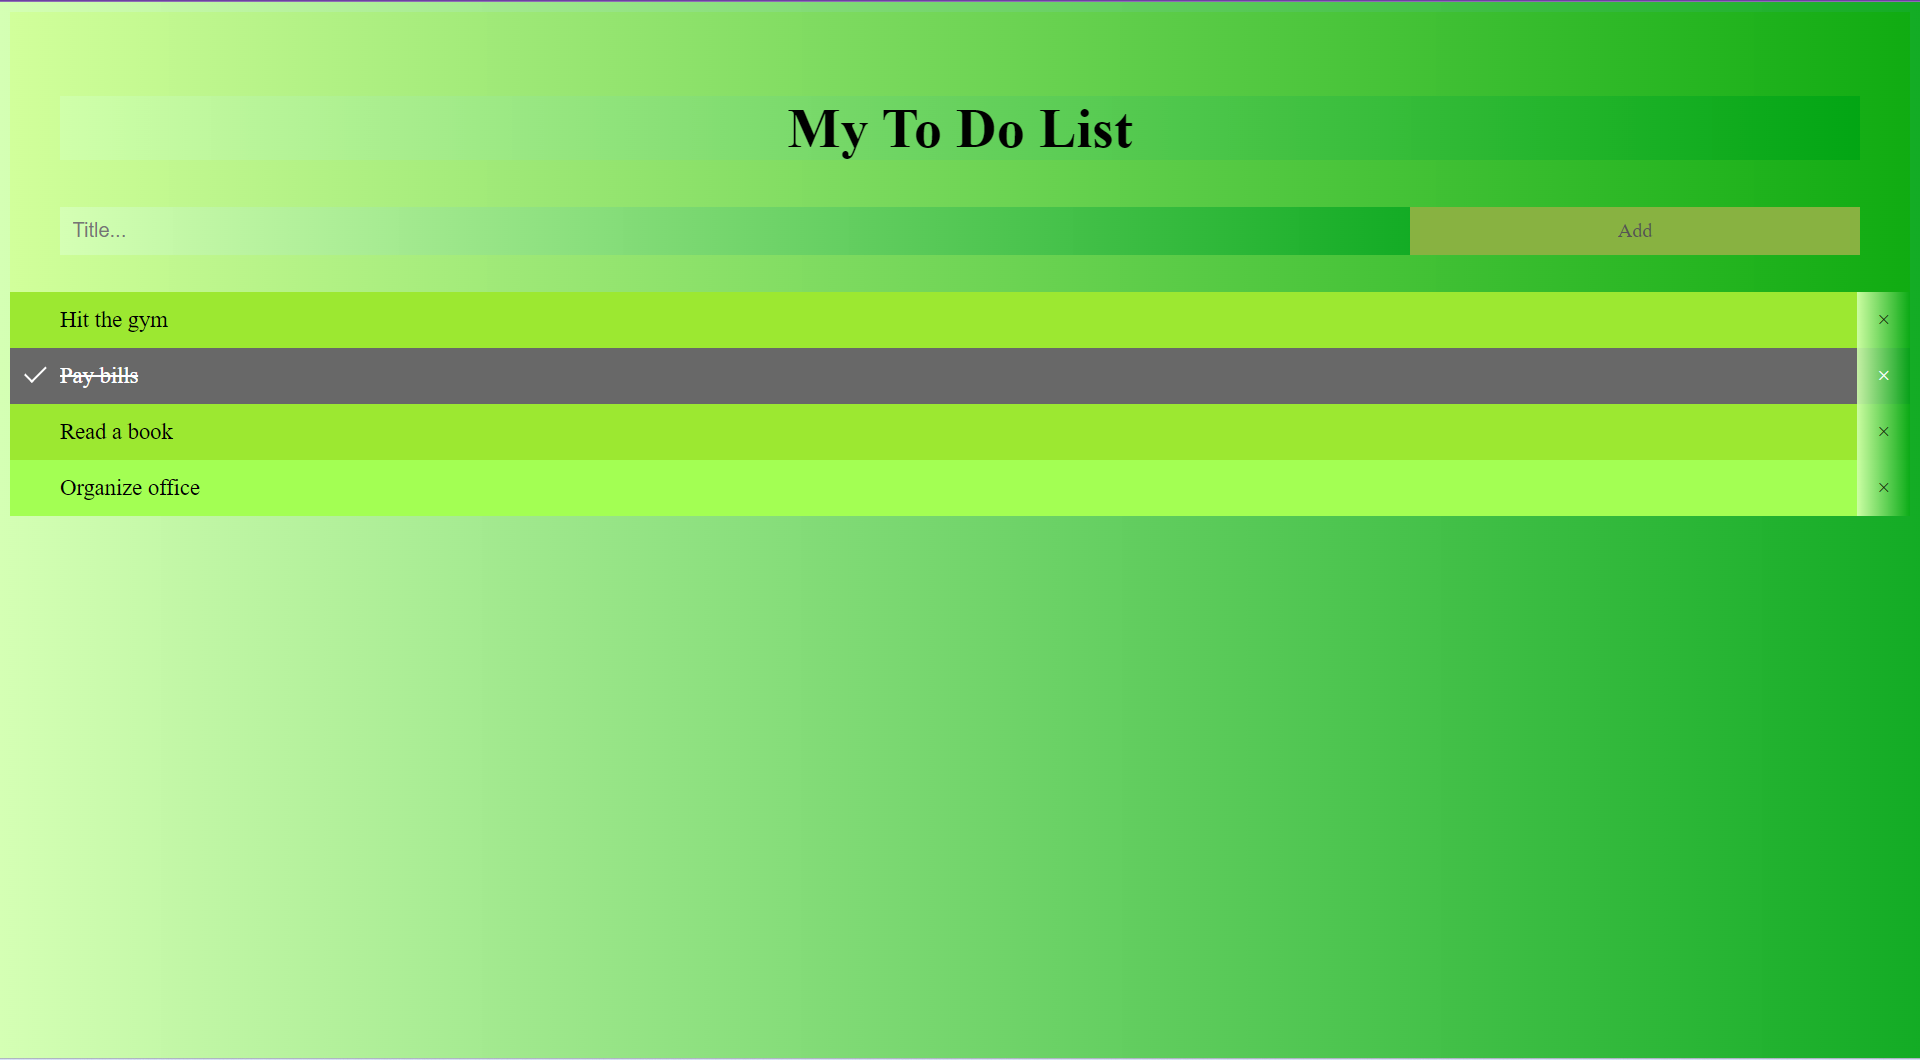 My To Do List
Title...
Add
Hit the gym
×
Pay bills
×
Read a book
×
Organize office
×